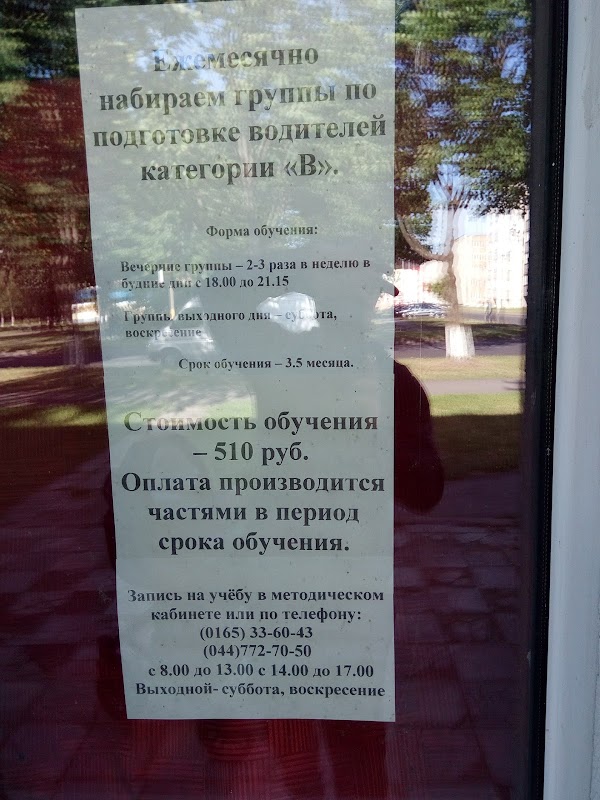 Ежемесячно
набираем группы по
подготовке водителей
категории «В».
Форма обучения:
Вечерние группы – 2-3 раза в неделю в
будние дни с 18.00 до 21.15
Группы выходного дня – суббота,
воскресение
Срок обучения – 3.5 месяца.
Стоимость обучения
– 510 руб.
Оплата производится
частями в период
срока обучения.
Запись на учёбу в методическом
кабинете или по телефону:
(0165) 33-60-43
(044)772-70-50
с 8.00 до 13.00 с 14.00 до 17.00
Выходной- суббота, воскресение